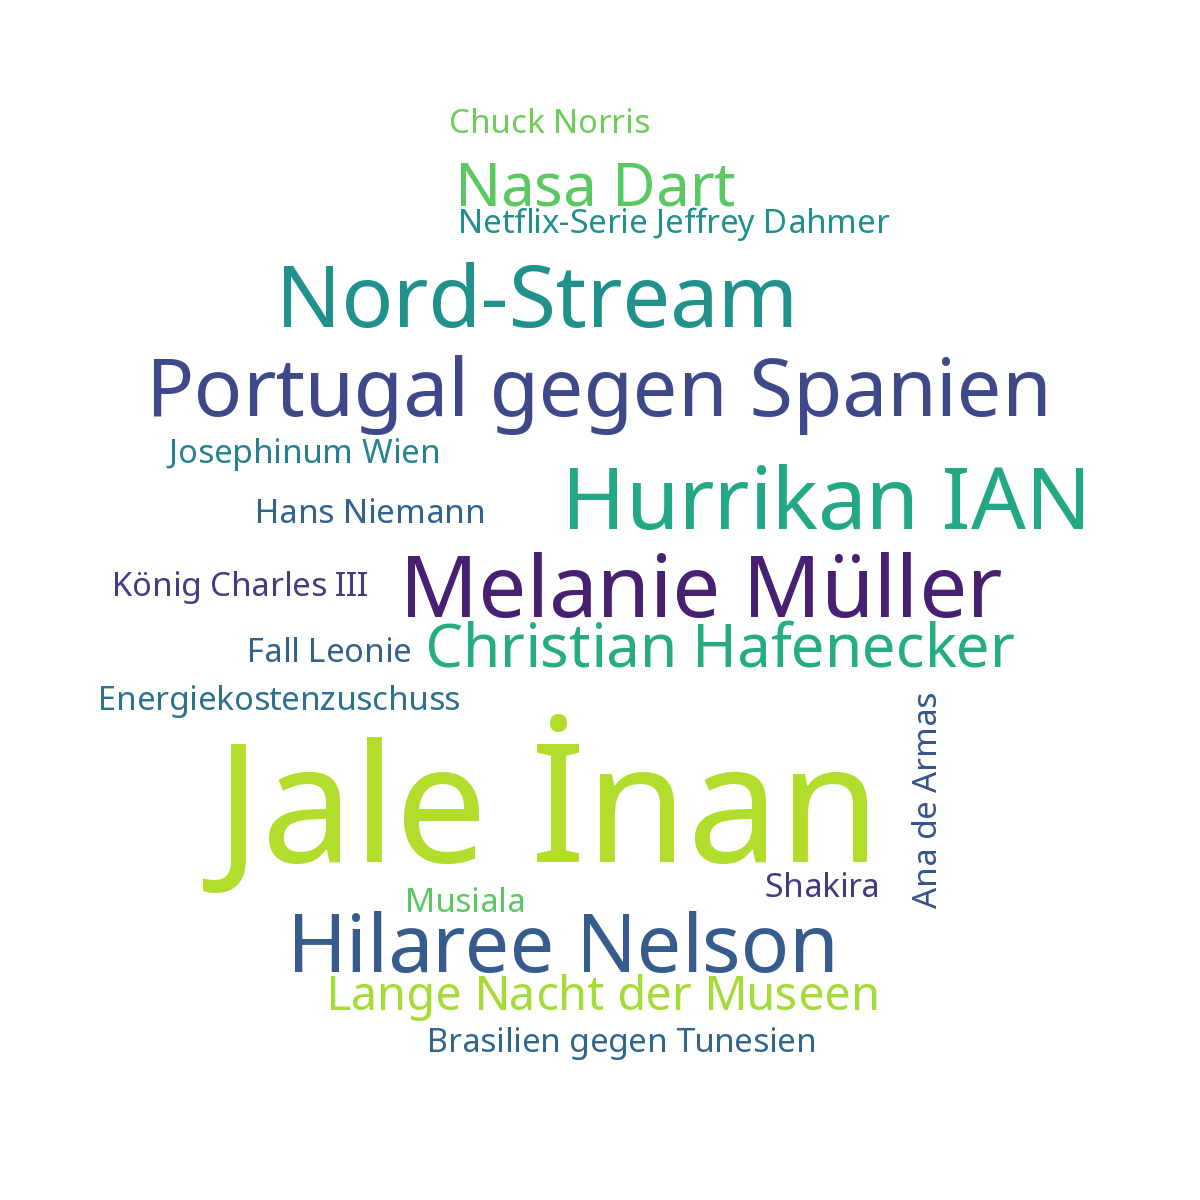 Chuck Norris
Nasa Dart
Netflix-Serie Jeffrey Dahmer
Nord-Stream
Portugal gegen Spanien
Josephinum Wien
Hurrikan IAN
Hans Niemann
Melanie Müller
König Charles III
Christian Hafenecker
Fall Leonie
Energiekostenzuschuss
Ana de Armas
Jale İnan
Shakira
Musiala
Hilaree Nelson
Lange Nacht der Museen
Brasilien gegen Tunesien